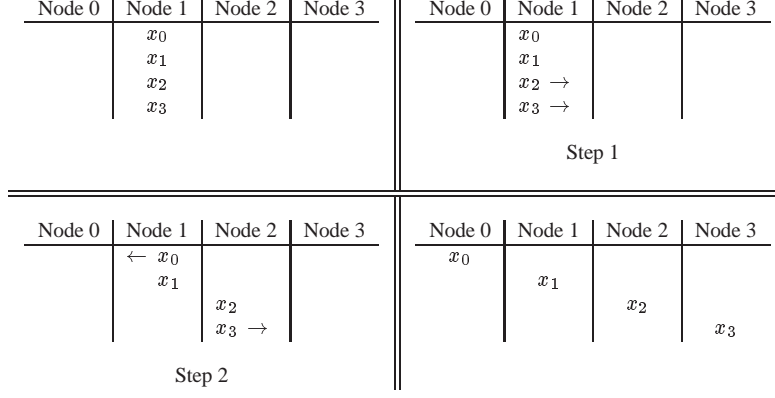 Node 0 Node 1 Node 2 Node 3
x0
x1
x2
x3
Node 0 Node 1 Node 2 Node 3
x0
x1
x2 →
x3 →
Step 1
Node 0 Node 1 Node 2 Node 3
← x0
x1
x2
x3 →
Step 2
Node 0 Node 1 Node 2 Node 3
x0
x1
x2
x3